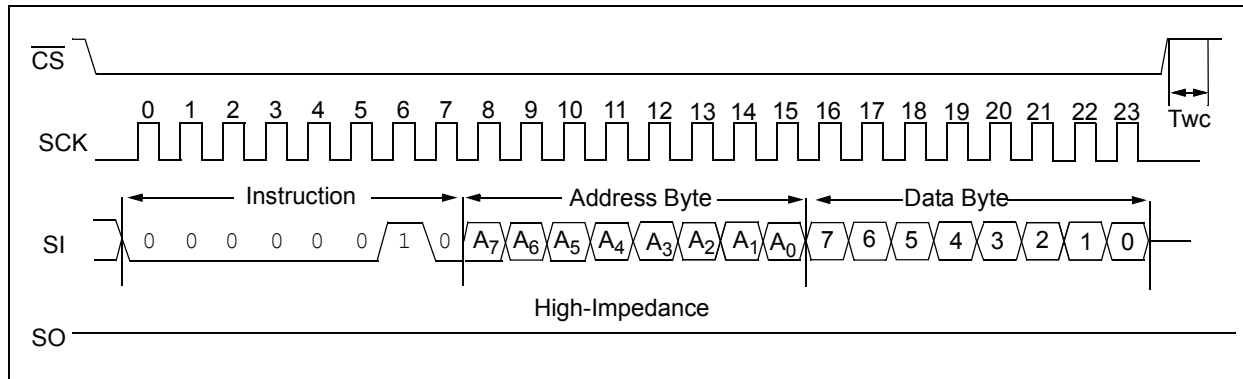 CS
0 1 2 3 4 5 6 7 8 9 10 11 12 13 14 15 16 17 18 19 20 21 22 23
Twc
SCK
Instruction Address Byte Data Byte
SI 0 0 0 0 0 0 1 0 A7 A6 A5 A4 A3 A2 A1 A0 7 6 5 4 3 2 1 0
High-Impedance
SO